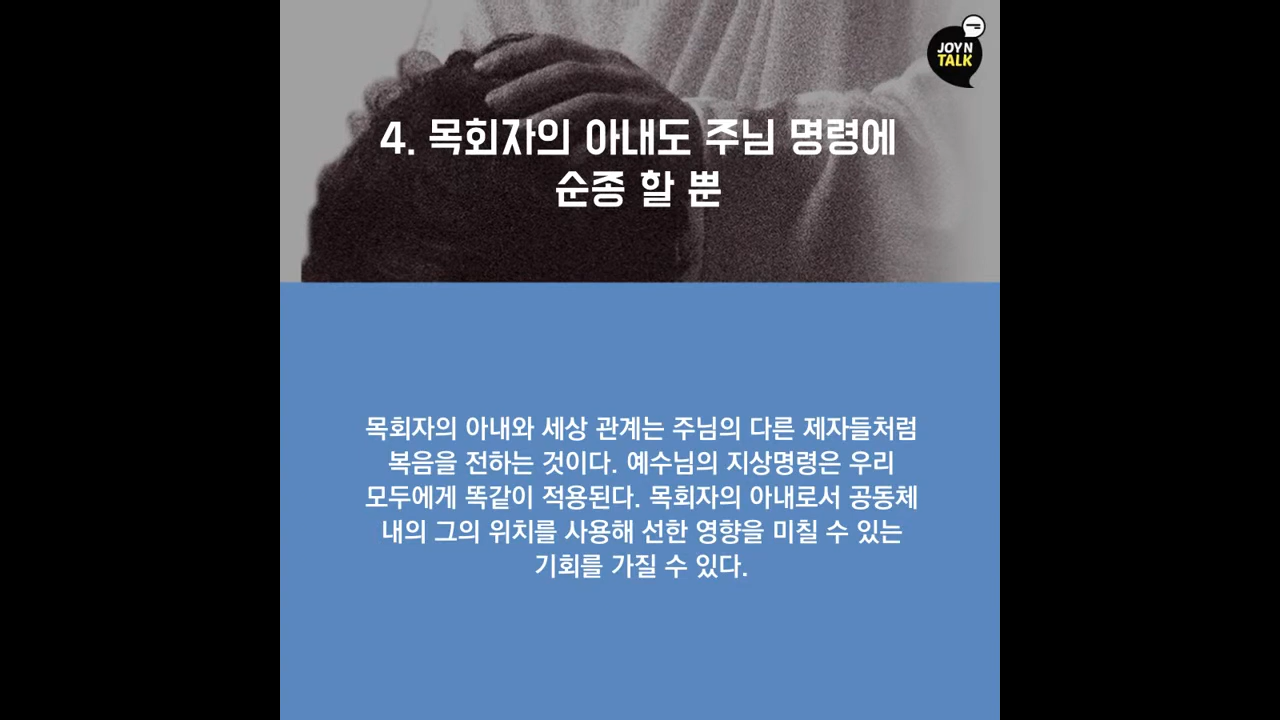 JOYN
TALK
4. 목회자의 아내도 주님 명령에
순종 할 뿐
목회자의 아내와 세상 관계는 주님의 다른 제자들처럼
복음을 전하는 것이다. 예수님의 지상명령은 우리
모두에게 똑같이 적용된다. 목회자의 아내로서 공동체
내의 그의 위치를 사용해 선한 영향을 미칠 수 있는
기회를 가질 수 있다.